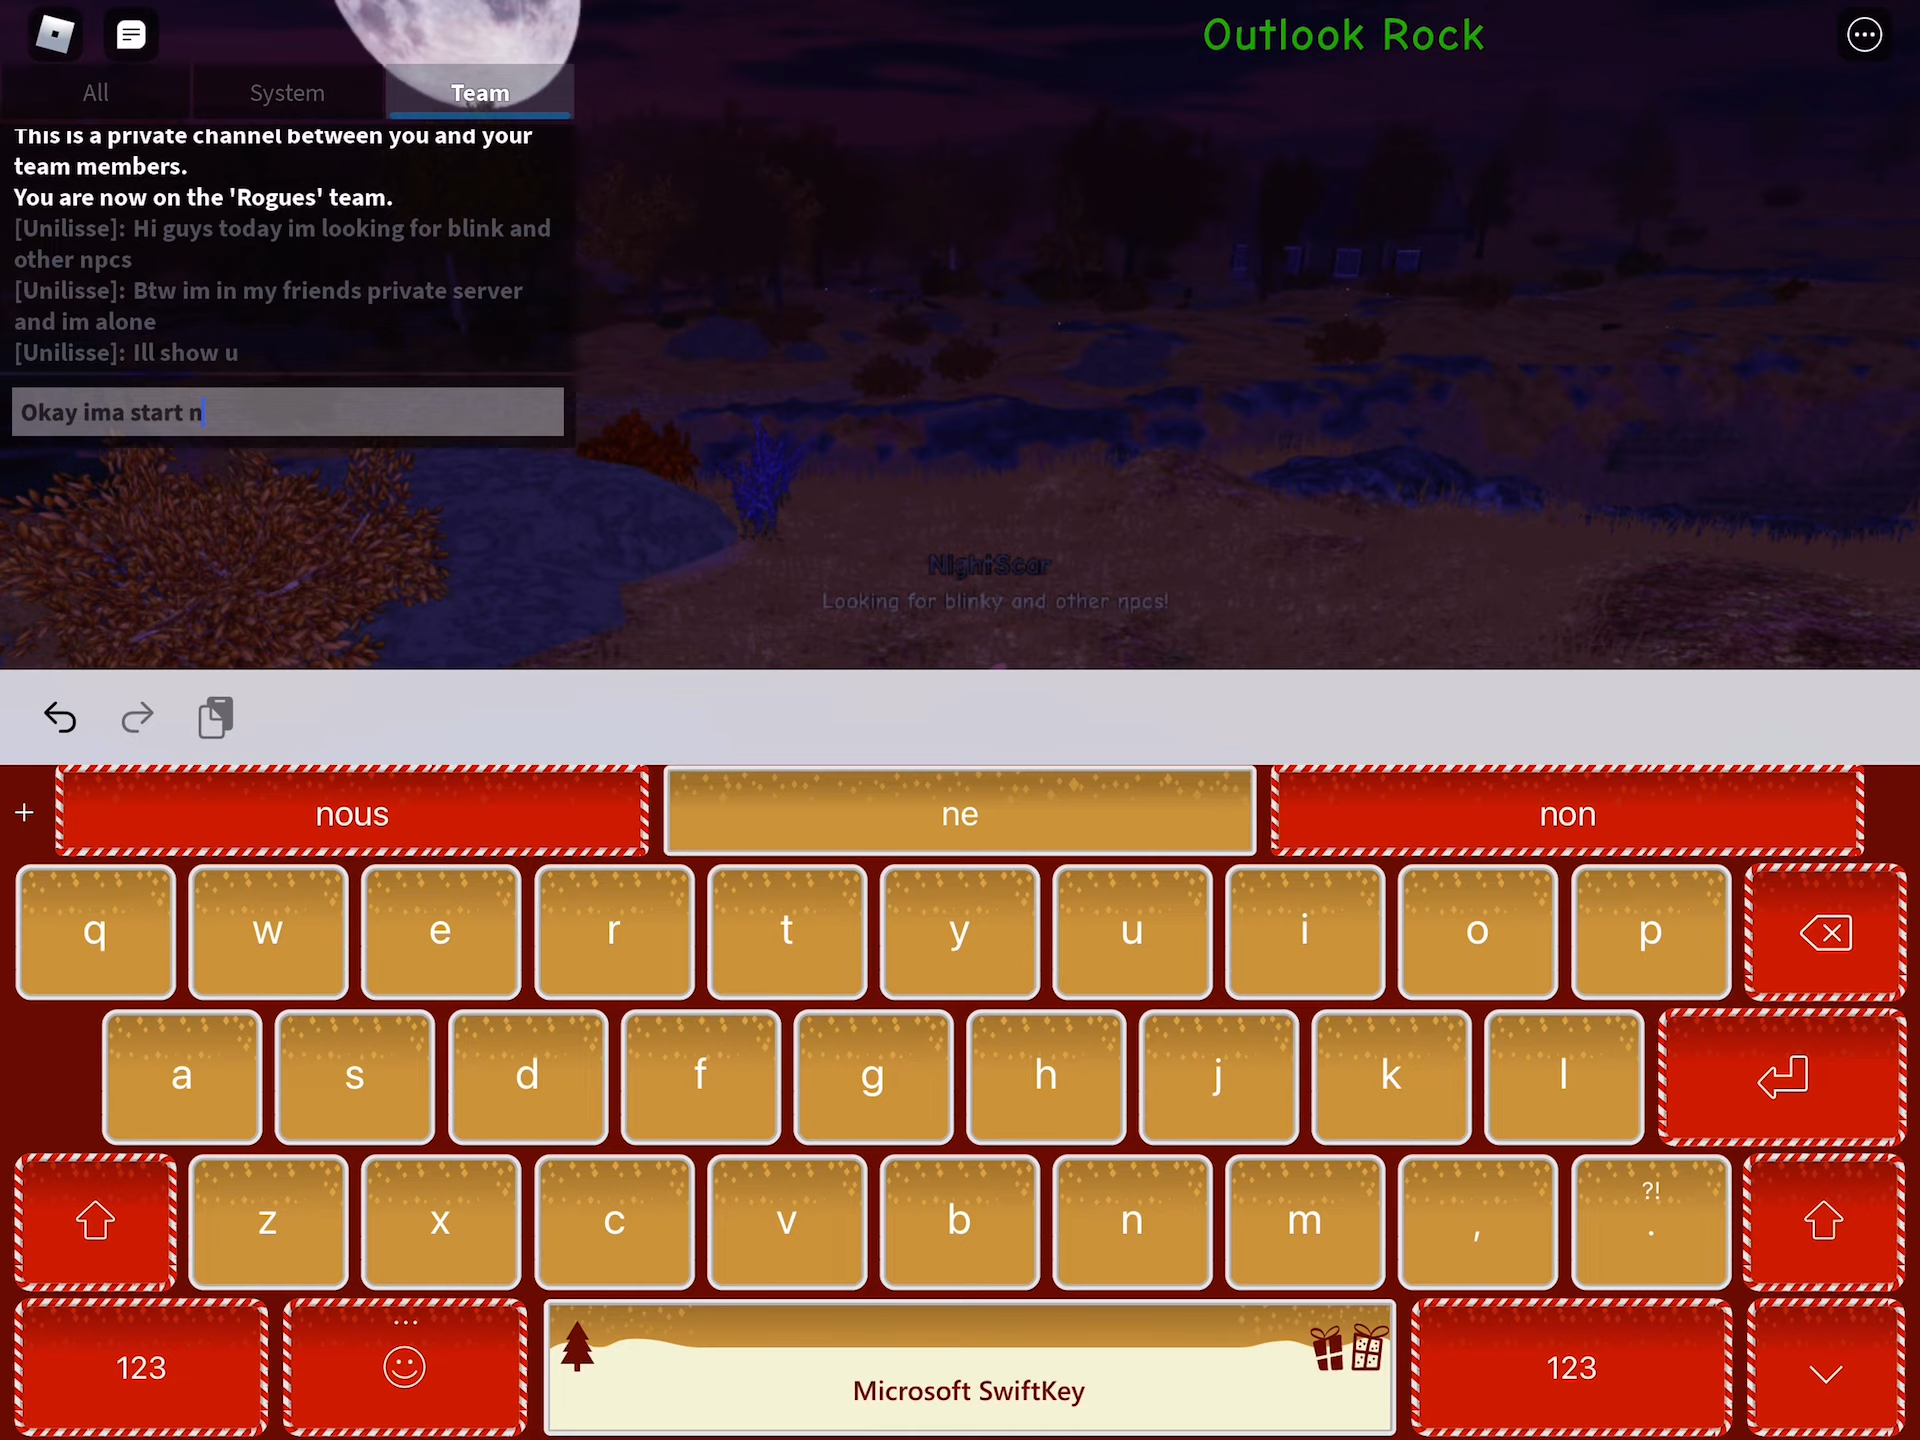 Outlook Rock
All System Team
This is a private channel between you and your
team members.
You are now on the 'Rogues' team.
[Unilisse]: Hi guys today im looking for blink and
other npcs
[Unilisse]: Btw im in my friends private server
and im alone
[Unilisse]: Ill show u
Okay ima start n
NightScar
Looking for blinky and other npcs!
+ nous ne non
q w e r t y u i o p
a s d f g h j k l
?!
z x c v b n m , .
123 123
Microsoft SwiftKey